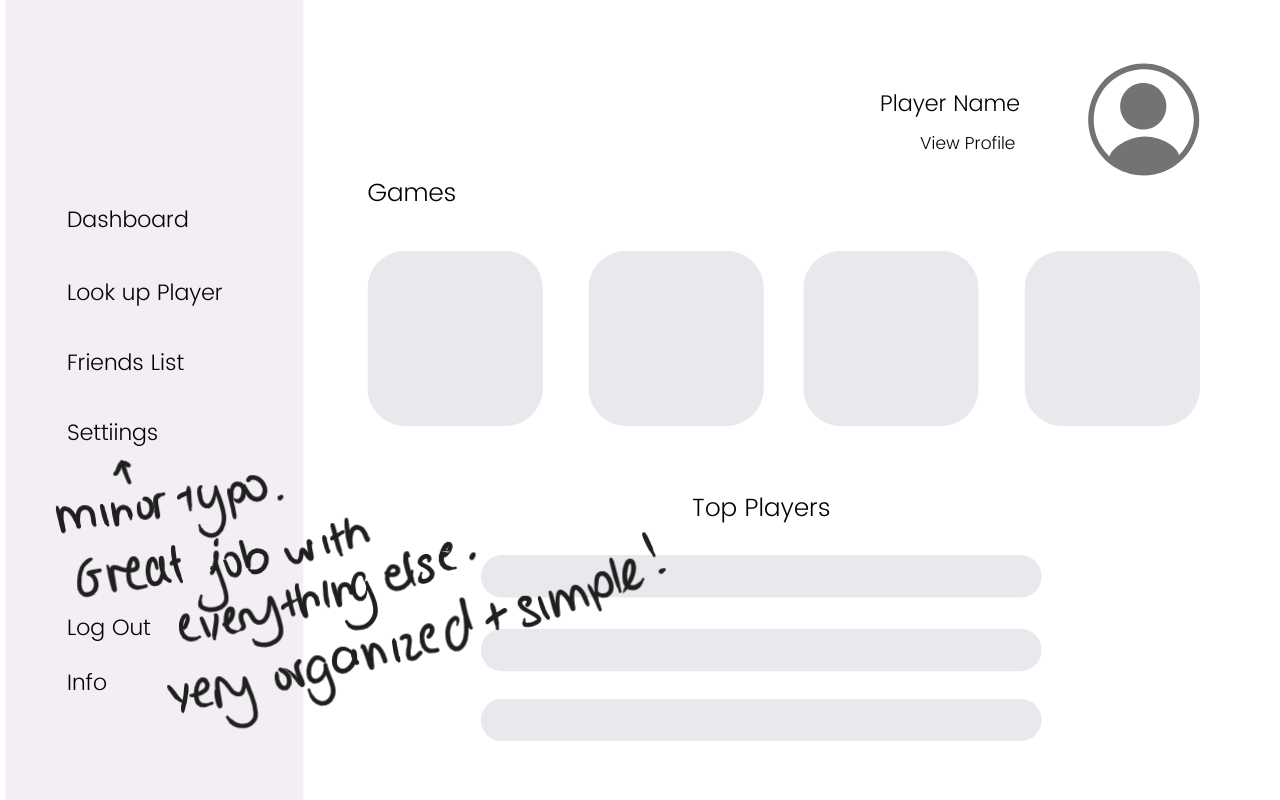 Player Name
View Profile
Games
Dashboard
Look up Player
Friends List
Settiings
↑
minor typo.
Great job with
everything else.
very organized + simple!
Top Players
Log Out
Info